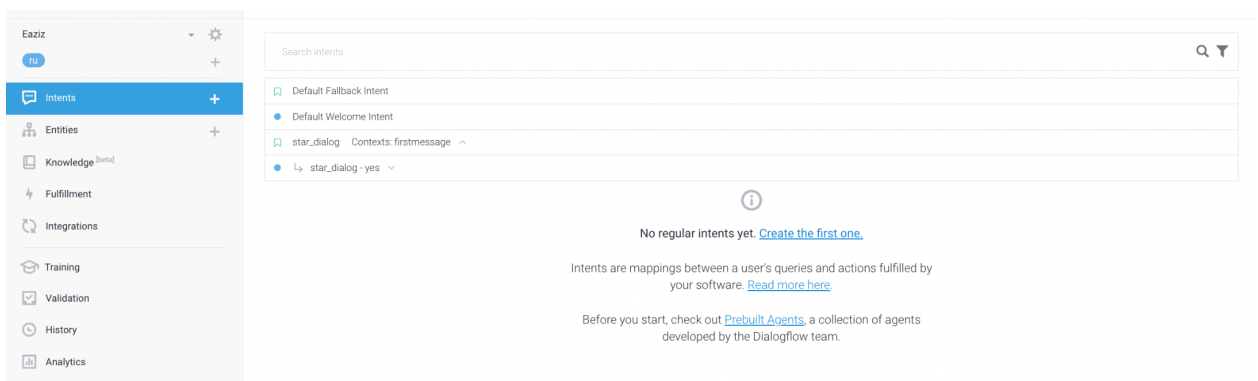 Eaziz
ru
Intents
Entities
Knowledge [beta]
Fulfillment
Integrations
Training
Validation
History
Analytics
Search intents
Default Fallback Intent
Default Welcome Intent
star_dialog Contexts: firstmessage
star_dialog - yes
No regular intents yet. Create the first one.
Intents are mappings between a user's queries and actions fulfilled by
your software. Read more here.
Before you start, check out Prebuilt Agents, a collection of agents
developed by the Dialogflow team.